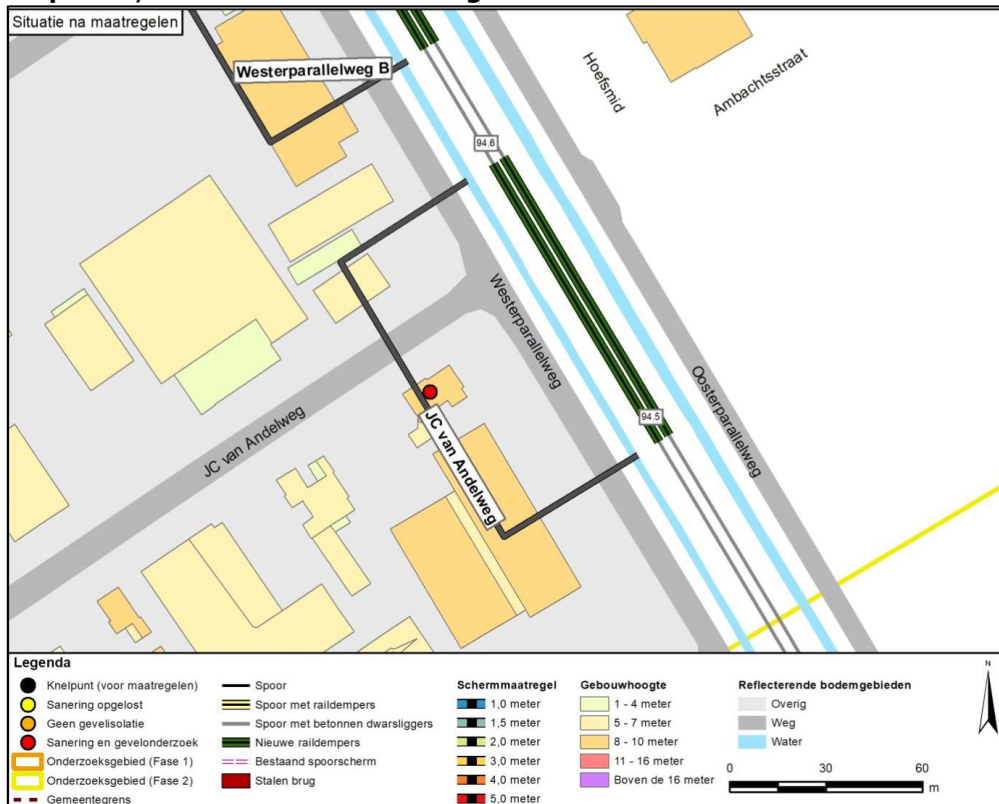 Situatie na maatregelen
Westerparallelweg B
Hoefsmid
Ambachtsstraat
94.6
Westerparallelweg
Oosterparallelweg
94.5
JC van Andelweg
JC van Andelweg
Legenda
Knelpunt (voor maatregelen)
Sanering opgelost
Geen gevelisolatie
Sanering en gevelonderzoek
Onderzoeksgebied (Fase 1)
Onderzoeksgebied (Fase 2)
Gemeentegrens
Spoor
Spoor met raildempers
Spoor met betonnen dwarsliggers
Nieuwe raildempers
Bestaand spoorscherm
Stalen brug
Schermmaatregel
1,0 meter
1,5 meter
2,0 meter
3,0 meter
4,0 meter
5,0 meter
Gebouwhoogte
1 - 4 meter
5 - 7 meter
8 - 10 meter
11 - 16 meter
Boven de 16 meter
Reflecterende bodemgebieden
Overig
Weg
Water
N
0 30 60
m